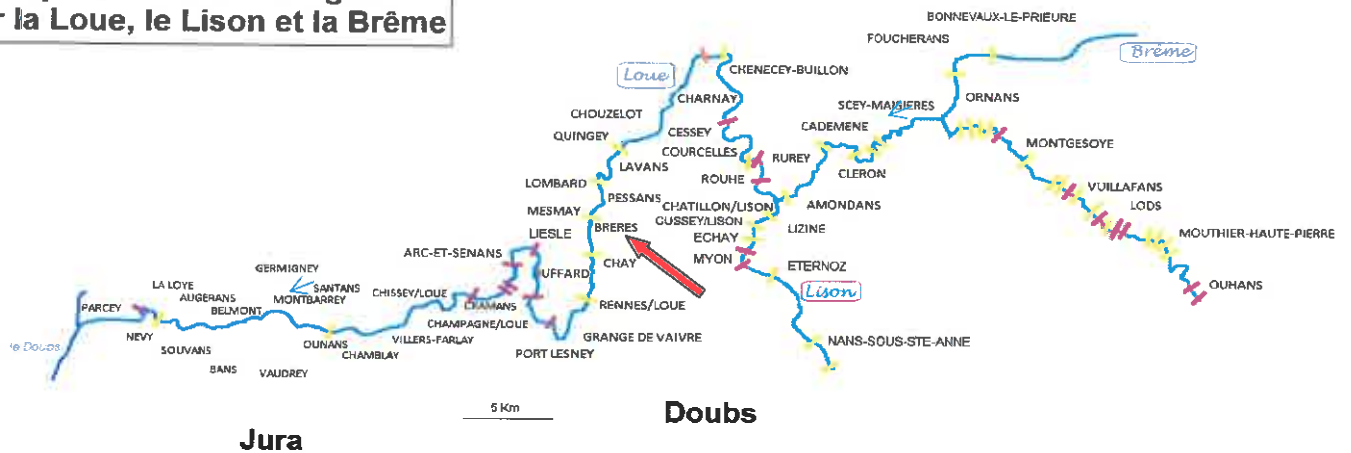 r la Loue, le Lison et la Brême
BONNEVAUX-LE-PRIEURE
FOUCHERANS
Brême
Loue
CHENECEY-BUILLON
CHARNAY
SCEY-MAISIERES
ORNANS
CHOUZELOT
CESSEY
CADEMENE
QUINGEY
COURCELLES
RUREY
MONTGESOYE
LAVANS
ROUHE
CLERON
LOMBARD
PESSANS
CHATILLON/LISON
AMONDANS
VUILLAFANS
MESMAY
CUSSEY/LISON
LODS
BRERES
LIZINE
LIESLE
ECHAY
MOUTHIER-HAUTE-PIERRE
ARC-ET-SENANS
MYON
CHAY
ETERNOZ
GERMIGNEY
UFFARD
OUHANS
LA LOYE
SANTANS
CHISSEY/LOUE
Lison
AUGERANS
MONTBARREY
CRAMANS
RENNES/LOUE
PARCEY
BELMONT
CHAMPAGNE/LOUE
NEVY
VILLERS-FARLAY
GRANGE DE VAIVRE
le Doubs
SOUVANS
OUNANS
CHAMBLAY
PORT LESNEY
NANS-SOUS-STE-ANNE
BANS
VAUDREY
5 Km
Doubs
Jura